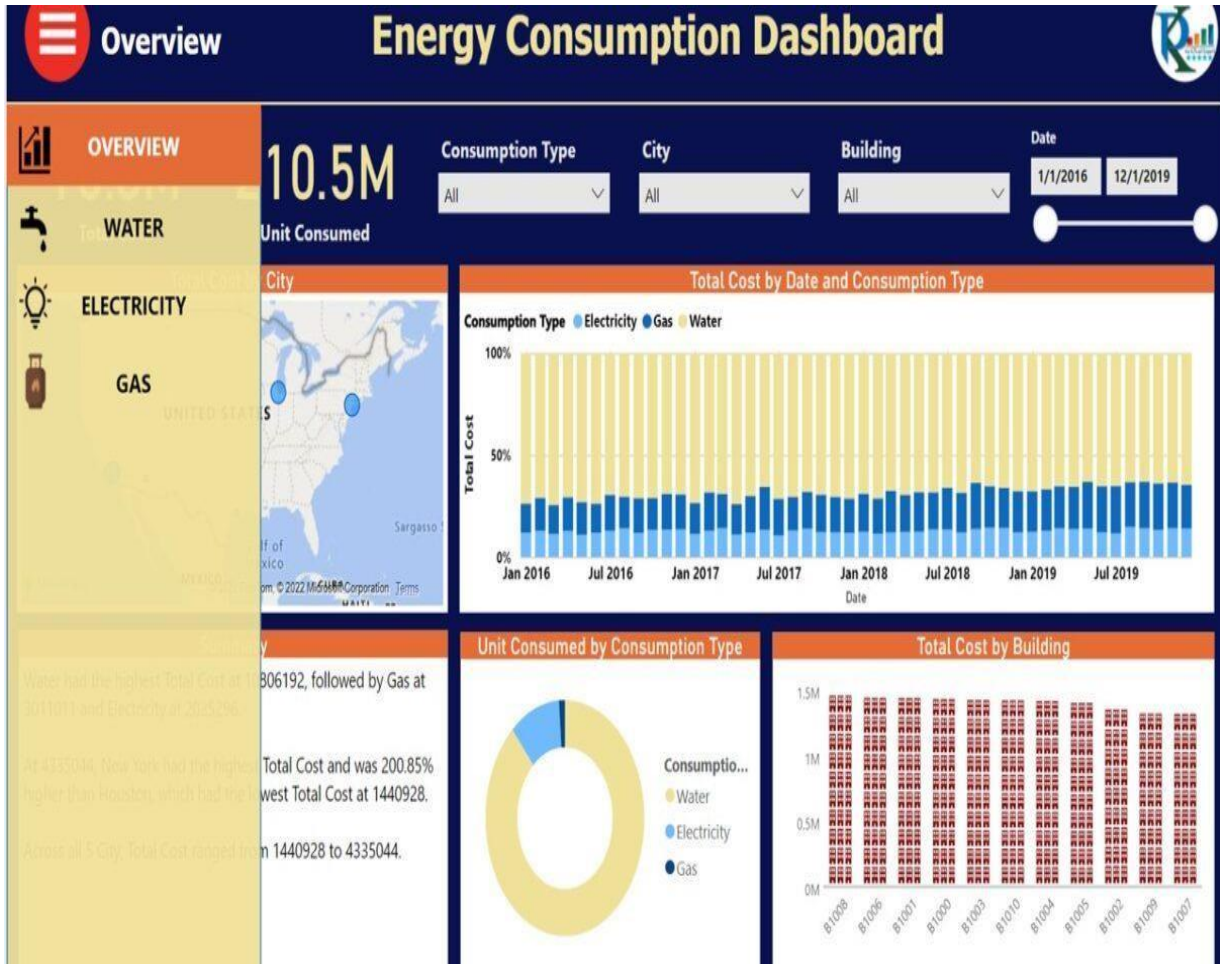 Overview
Energy Consumption Dashboard
OVERVIEW
WATER
ELECTRICITY
GAS
10.5M
Unit Consumed
Consumption Type
All
City
All
Building
All
Date
1/1/2016
12/1/2019
Total Cost by City
UNITED STATES
MEXICO
CUBA
Sargasso
© 2022 Microsoft Corporation Terms
Total Cost by Date and Consumption Type
Consumption Type Electricity Gas Water
Total Cost
100%
50%
0%
Jan 2016 Jul 2016 Jan 2017 Jul 2017 Jan 2018 Jul 2018 Jan 2019 Jul 2019
Date
Summary
Water had the highest Total Cost at 806192, followed by Gas at
3011011 and Electricity at
At 4335044, New York had the highest Total Cost and was 200.85%
higher than Houston, which had the lowest Total Cost at 1440928.
Across all 5 City, Total Cost ranged from 1440928 to 4335044.
Unit Consumed by Consumption Type
Consumptio...
Water
Electricity
Gas
Total Cost by Building
1.5M
1M
0.5M
0M
B1008 B1006 B1001 B1000 B1003 B1010 B1004 B1005 B1002 B1009 B1007